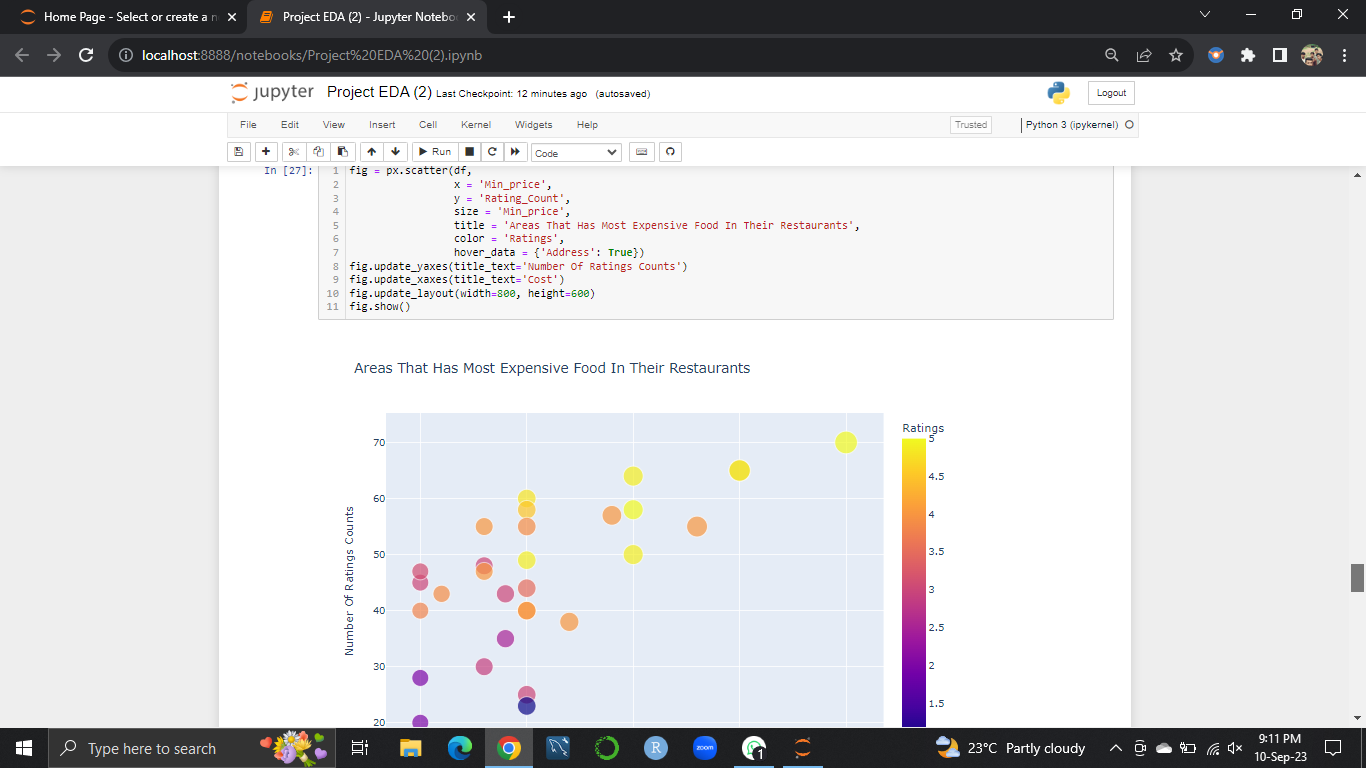 Home Page - Select or create a n
Project EDA (2) - Jupyter Notebo
localhost:8888/notebooks/Project%20EDA%20(2).ipynb
jupyter Project EDA (2) Last Checkpoint: 12 minutes ago (autosaved)
Logout
File Edit View Insert Cell Kernel Widgets Help
Trusted Python 3 (ipykernel)
Run Code
In [27]:
1 fig = px.scatter(df,
2 x = 'Min_price',
3 y = 'Rating_Count',
4 size = 'Min_price',
5 title = 'Areas That Has Most Expensive Food In Their Restaurants',
6 color = 'Ratings',
7 hover_data = {'Address': True})
8 fig.update_yaxes(title_text='Number Of Ratings Counts')
9 fig.update_xaxes(title_text='Cost')
10 fig.update_layout(width=800, height=600)
11 fig.show()
Areas That Has Most Expensive Food In Their Restaurants
Number Of Ratings Counts
70
60
50
40
30
20
Ratings
5
4.5
4
3.5
3
2.5
2
1.5
Type here to search
R
zoom
1
23°C Partly cloudy
9:11 PM
10-Sep-23